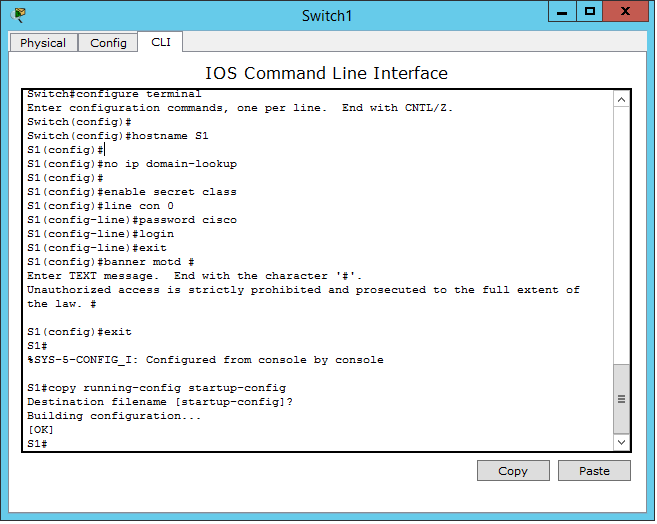 Switch1
Physical Config CLI
IOS Command Line Interface
Switch#configure terminal
Enter configuration commands, one per line.  End with CNTL/Z.
Switch(config)#
Switch(config)#hostname S1
S1(config)#
S1(config)#no ip domain-lookup
S1(config)#
S1(config)#enable secret class
S1(config)#line con 0
S1(config-line)#password cisco
S1(config-line)#login
S1(config-line)#exit
S1(config)#banner motd #
Enter TEXT message.  End with the character '#'.
Unauthorized access is strictly prohibited and prosecuted to the full extent of
the law. #
S1(config)#exit
S1#
%SYS-5-CONFIG_I: Configured from console by console
S1#copy running-config startup-config
Destination filename [startup-config]?
Building configuration...
[OK]
S1#
Copy Paste